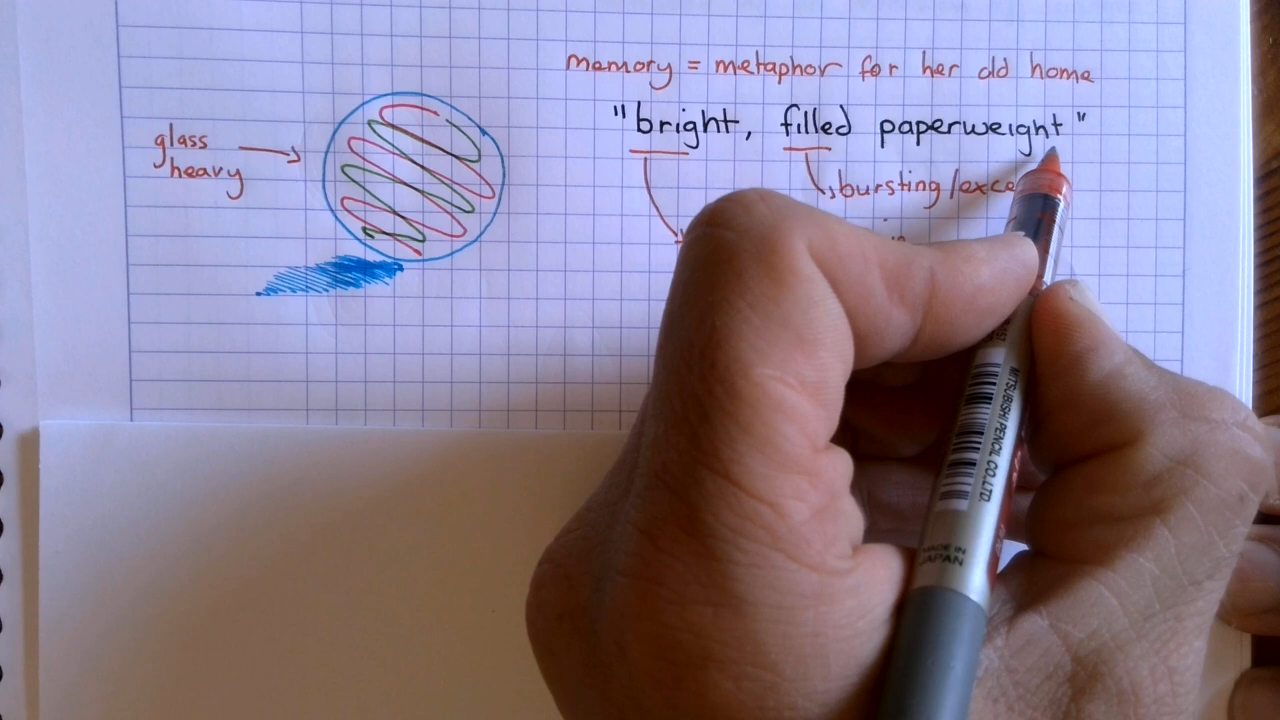 memory = metaphor for her old home
"bright, filled paperweight"
glass
heavy
bursting/exce
MITSUBISHI PENCIL CO.,LTD.
MADE IN
JAPAN